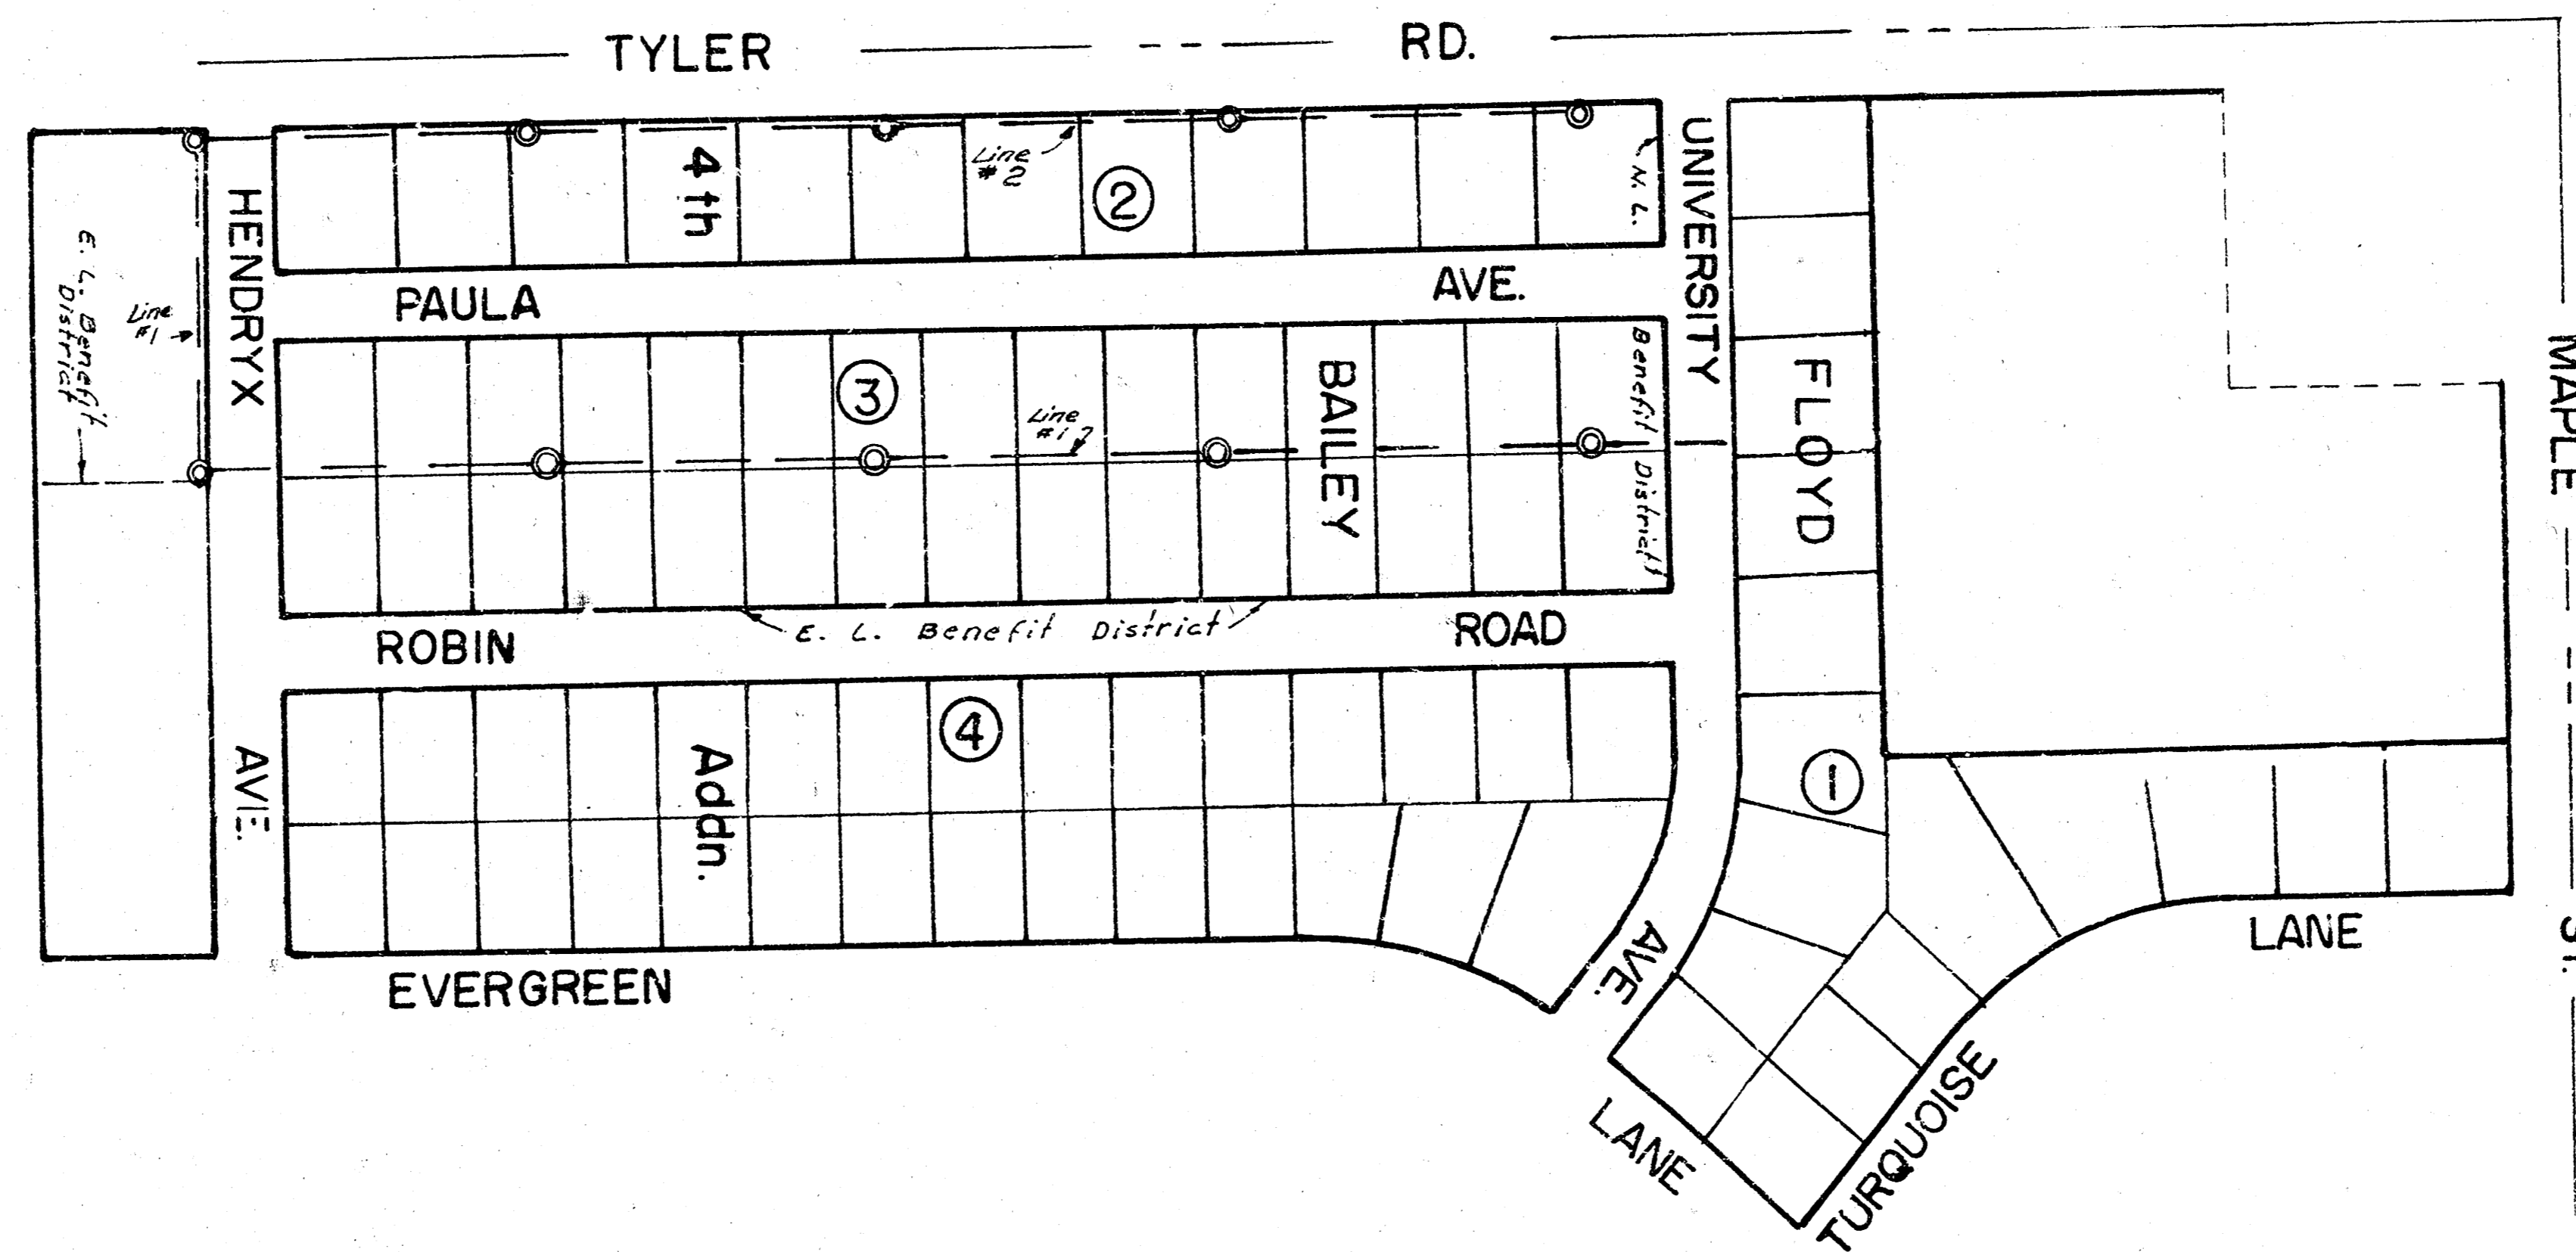 TYLER RD.
UNIVERSITY AVE.
HENDRYX AVE.
4th
Line
#2
2
N. L.
E. L. Benefit
District
Line
#1
PAULA AVE.
FLOYD
MAPLE ST.
3
BAILEY
Benefit District
Line
#1
E. L. Benefit District
ROBIN ROAD
4
Addn.
1
EVERGREEN LANE
TURQUOISE LANE